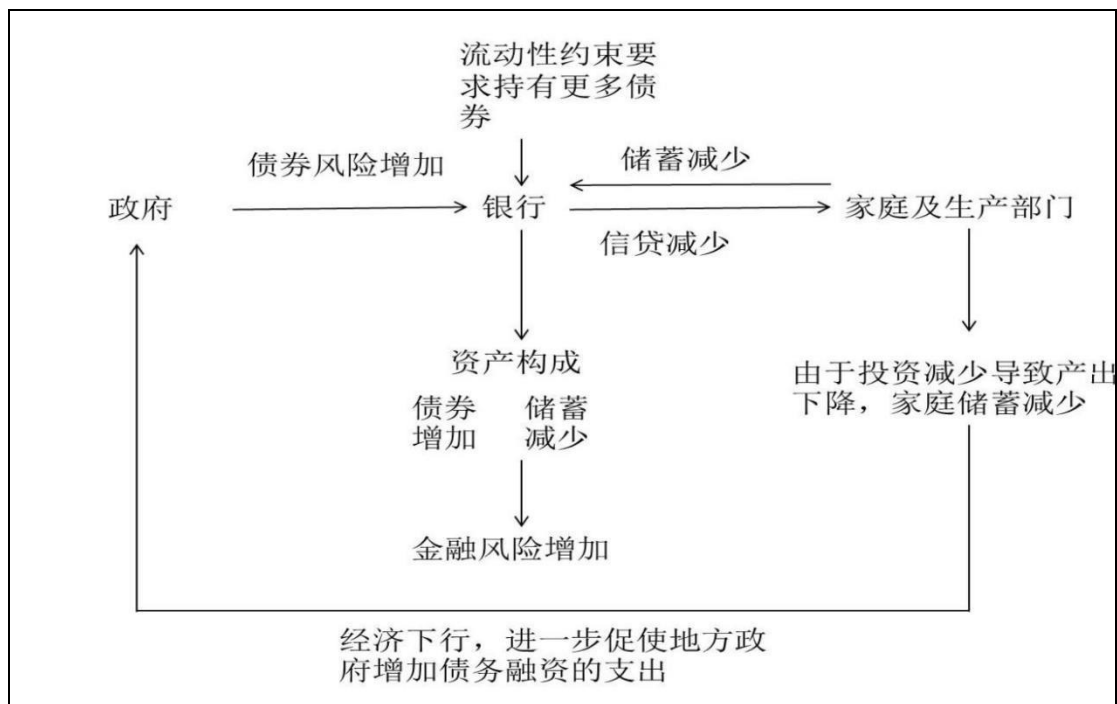 流动性约束要
求持有更多债
券
债券风险增加
储蓄减少
政府
银行
家庭及生产部门
信贷减少
资产构成
债券
增加
储蓄
减少
由于投资减少导致产出
下降，家庭储蓄减少
金融风险增加
经济下行，进一步促使地方政
府增加债务融资的支出